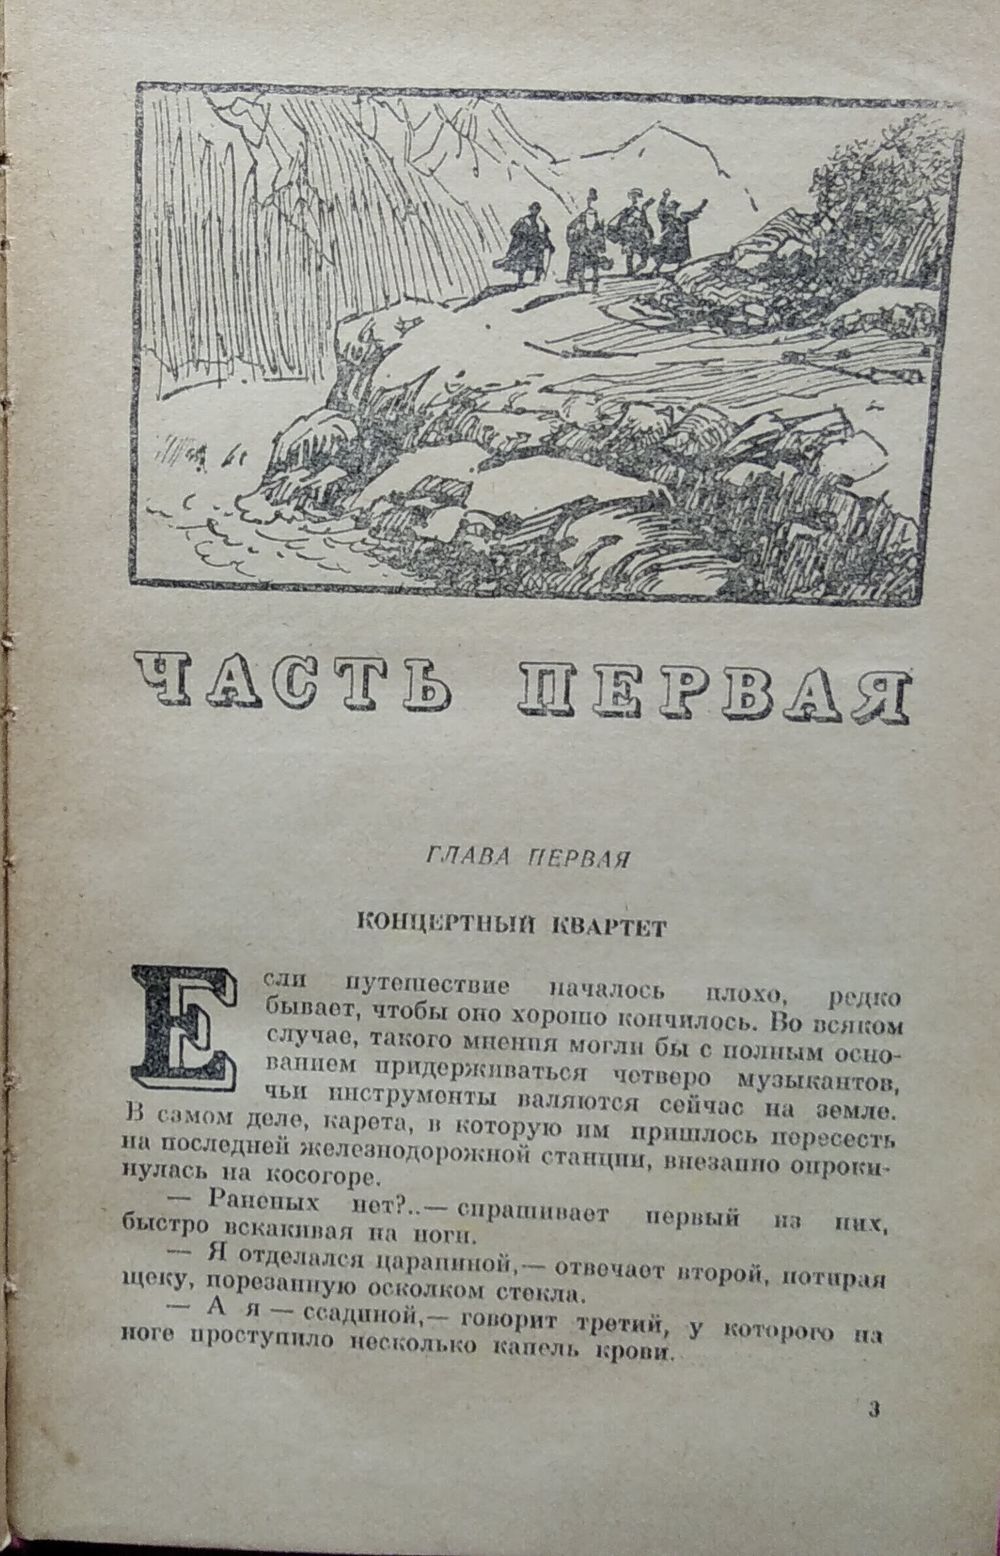 ЧАСТЬ ПЕРВАЯ
ГЛАВА ПЕРВАЯ
КОНЦЕРТНЫЙ КВАРТЕТ
Если путешествие началось плохо, редко
бывает, чтобы оно хорошо кончилось. Во всяком
случае, такого мнения могли бы с полным осно-
ванием придерживаться четверо музыкантов,
чьи инструменты валяются сейчас на земле.
В самом деле, карета, в которую им пришлось пересесть
на последней железнодорожной станции, внезапно опроки-
нулась на косогоре.
— Раненых нет?..— спрашивает первый из них,
быстро вскакивая на ноги.
— Я отделался царапиной,— отвечает второй, потирая
щеку, порезанную осколком стекла.
— А я — ссадиной,— говорит третий, у которого на
ноге проступило несколько капель крови.
3